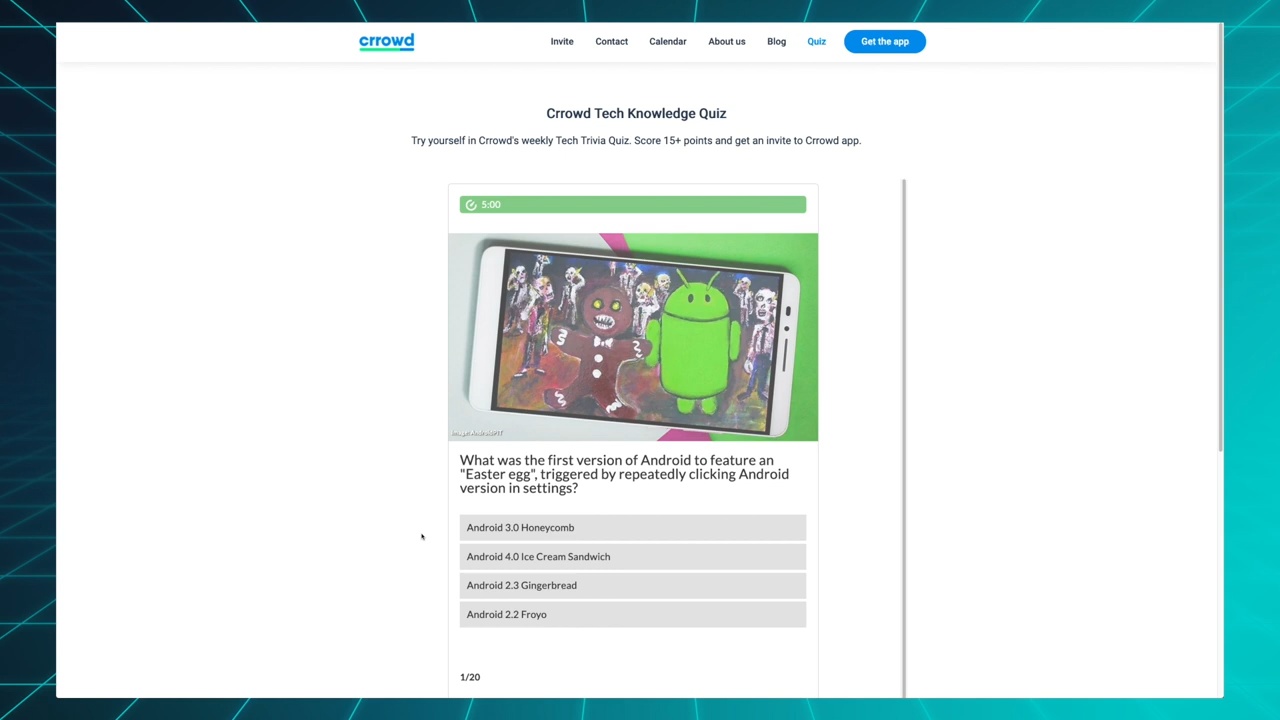 crrowd
Invite Contact Calendar About us Blog Quiz Get the app
Crrowd Tech Knowledge Quiz
Try yourself in Crrowd's weekly Tech Trivia Quiz. Score 15+ points and get an invite to Crrowd app.
5:00
Image: AndroidPIT
What was the first version of Android to feature an
"Easter egg", triggered by repeatedly clicking Android
version in settings?
Android 3.0 Honeycomb
Android 4.0 Ice Cream Sandwich
Android 2.3 Gingerbread
Android 2.2 Froyo
1/20